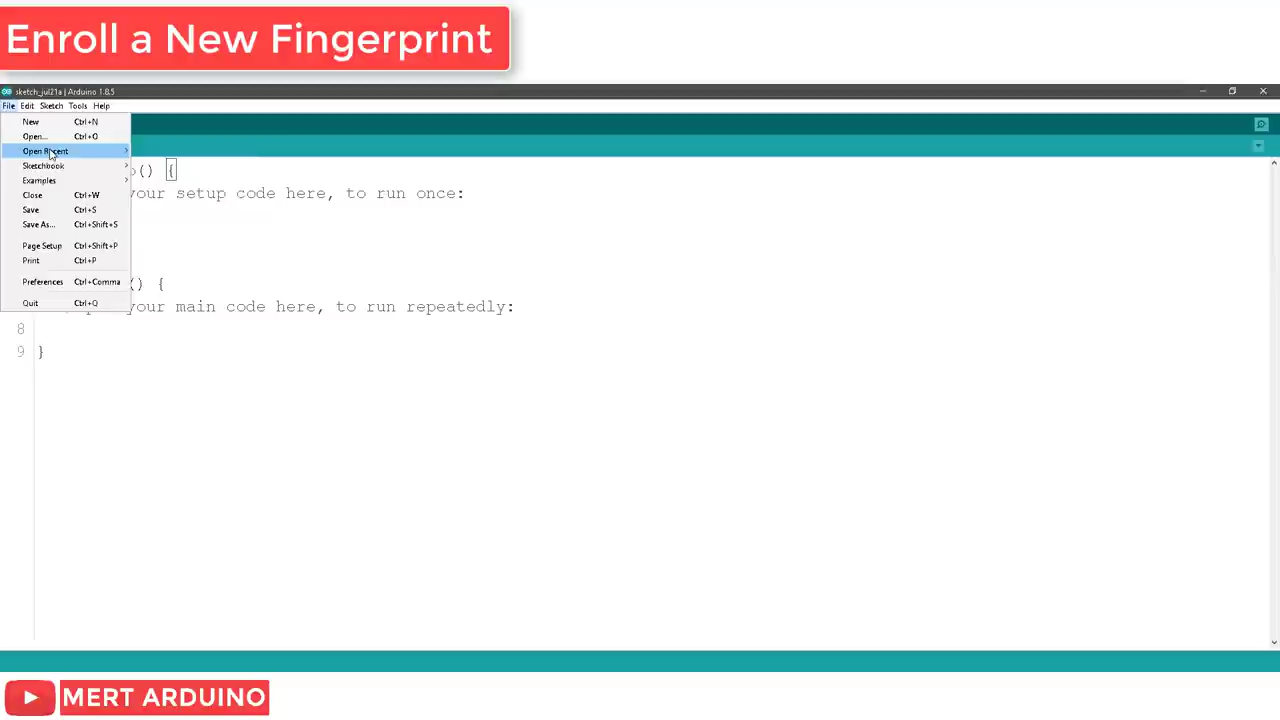 Enroll a New Fingerprint
sketch_jul21a | Arduino 1.8.5
File Edit Sketch Tools Help
New Ctrl+N
Open... Ctrl+O
Open Recent
Sketchbook
Examples
Close Ctrl+W
Save Ctrl+S
Save As... Ctrl+Shift+S
Page Setup Ctrl+Shift+P
Print Ctrl+P
Preferences Ctrl+Comma
Quit Ctrl+Q
() {
your setup code here, to run once:
() {
your main code here, to run repeatedly:
8
9 }
MERT ARDUINO